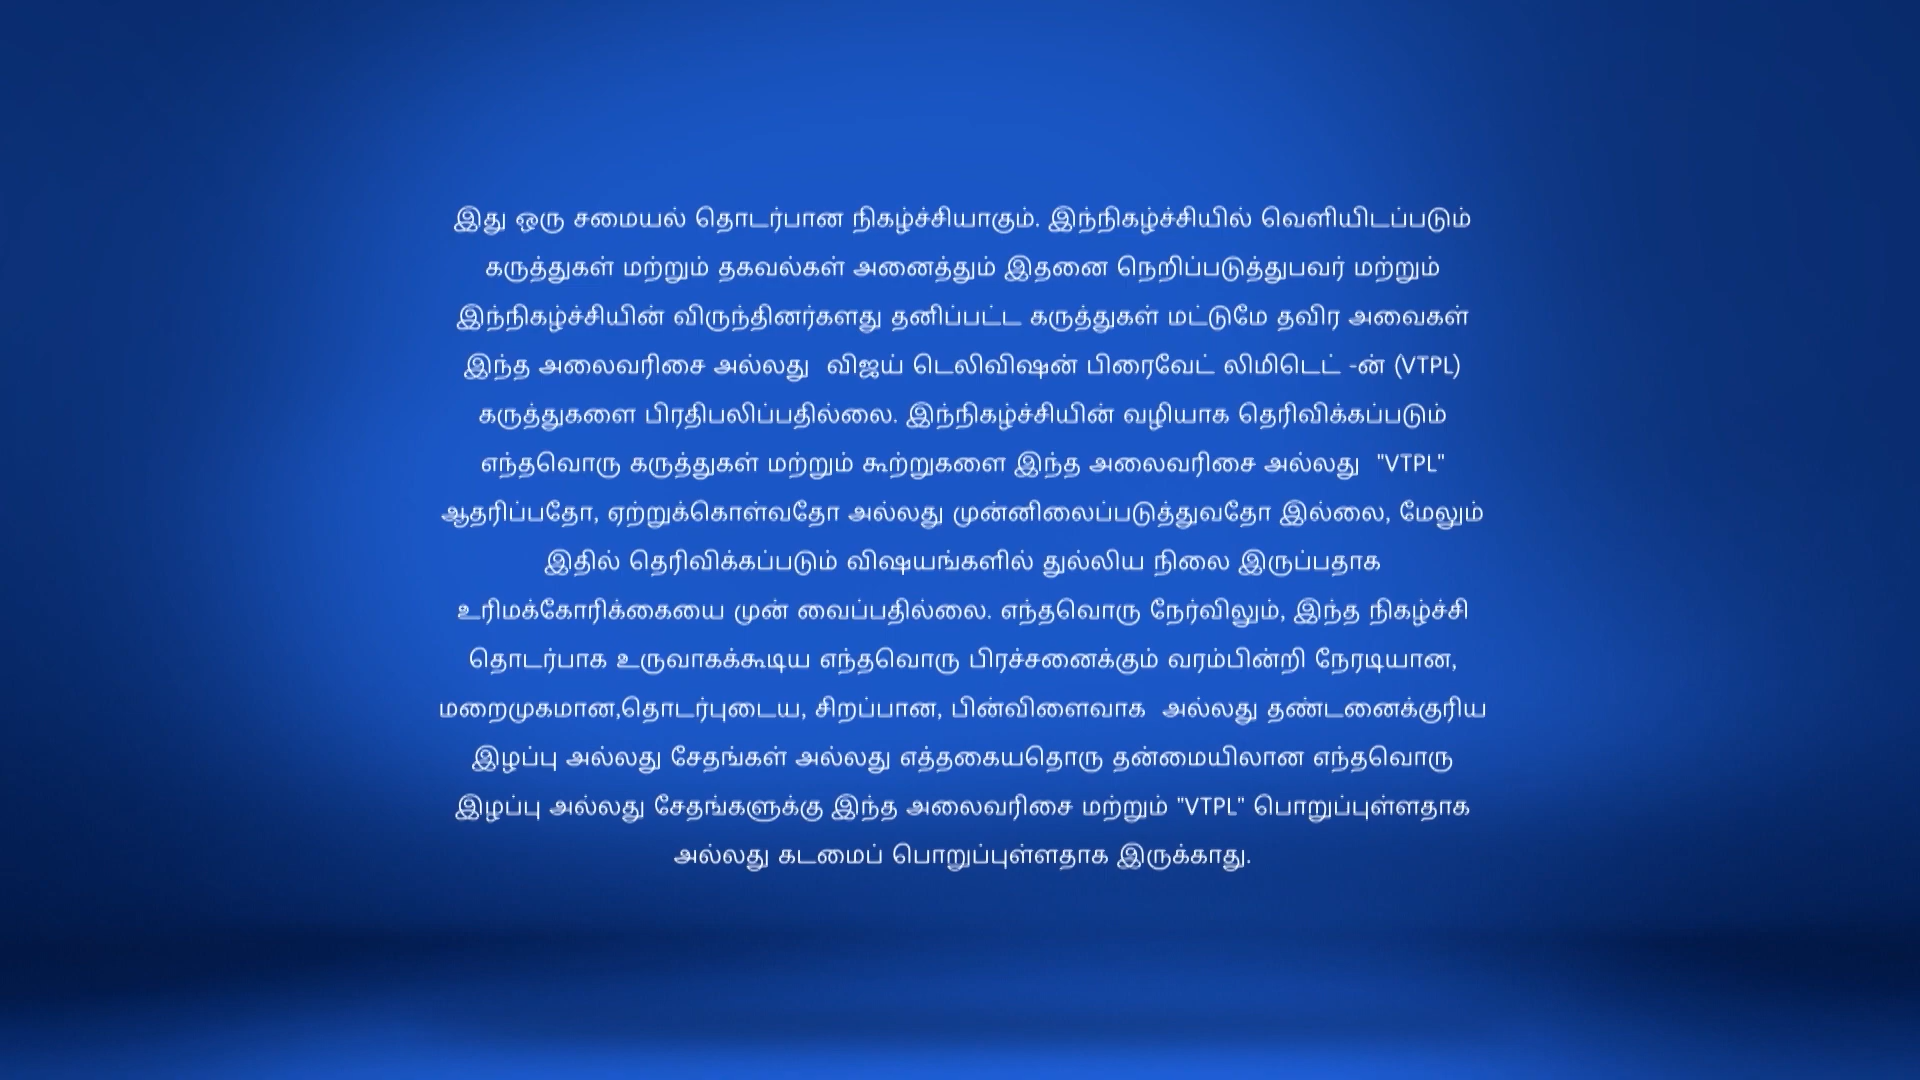 இது ஒரு சமையல் தொடர்பான நிகழ்ச்சியாகும். இந்நிகழ்ச்சியில் வெளியிடப்படும்
கருத்துகள் மற்றும் தகவல்கள் அனைத்தும் இதனை நெறிப்படுத்துபவர் மற்றும்
இந்நிகழ்ச்சியின் விருந்தினர்களது தனிப்பட்ட கருத்துகள் மட்டுமே தவிர அவைகள்
இந்த அலைவரிசை அல்லது விஜய் டெலிவிஷன் பிரைவேட் லிமிடெட் -ன் (VTPL)
கருத்துகளை பிரதிபலிப்பதில்லை. இந்நிகழ்ச்சியின் வழியாக தெரிவிக்கப்படும்
எந்தவொரு கருத்துகள் மற்றும் கூற்றுகளை இந்த அலைவரிசை அல்லது "VTPL"
ஆதரிப்பதோ, ஏற்றுக்கொள்வதோ அல்லது முன்னிலைப்படுத்துவதோ இல்லை, மேலும்
இதில் தெரிவிக்கப்படும் விஷயங்களில் துல்லிய நிலை இருப்பதாக
உரிமக்கோரிக்கையை முன் வைப்பதில்லை. எந்தவொரு நேர்விலும், இந்த நிகழ்ச்சி
தொடர்பாக உருவாகக்கூடிய எந்தவொரு பிரச்சனைக்கும் வரம்பின்றி நேரடியான,
மறைமுகமான,தொடர்புடைய, சிறப்பான, பின்விளைவாக அல்லது தண்டனைக்குரிய
இழப்பு அல்லது சேதங்கள் அல்லது எத்தகையதொரு தன்மையிலான எந்தவொரு
இழப்பு அல்லது சேதங்களுக்கு இந்த அலைவரிசை மற்றும் "VTPL" பொறுப்புள்ளதாக
அல்லது கடமைப் பொறுப்புள்ளதாக இருக்காது.